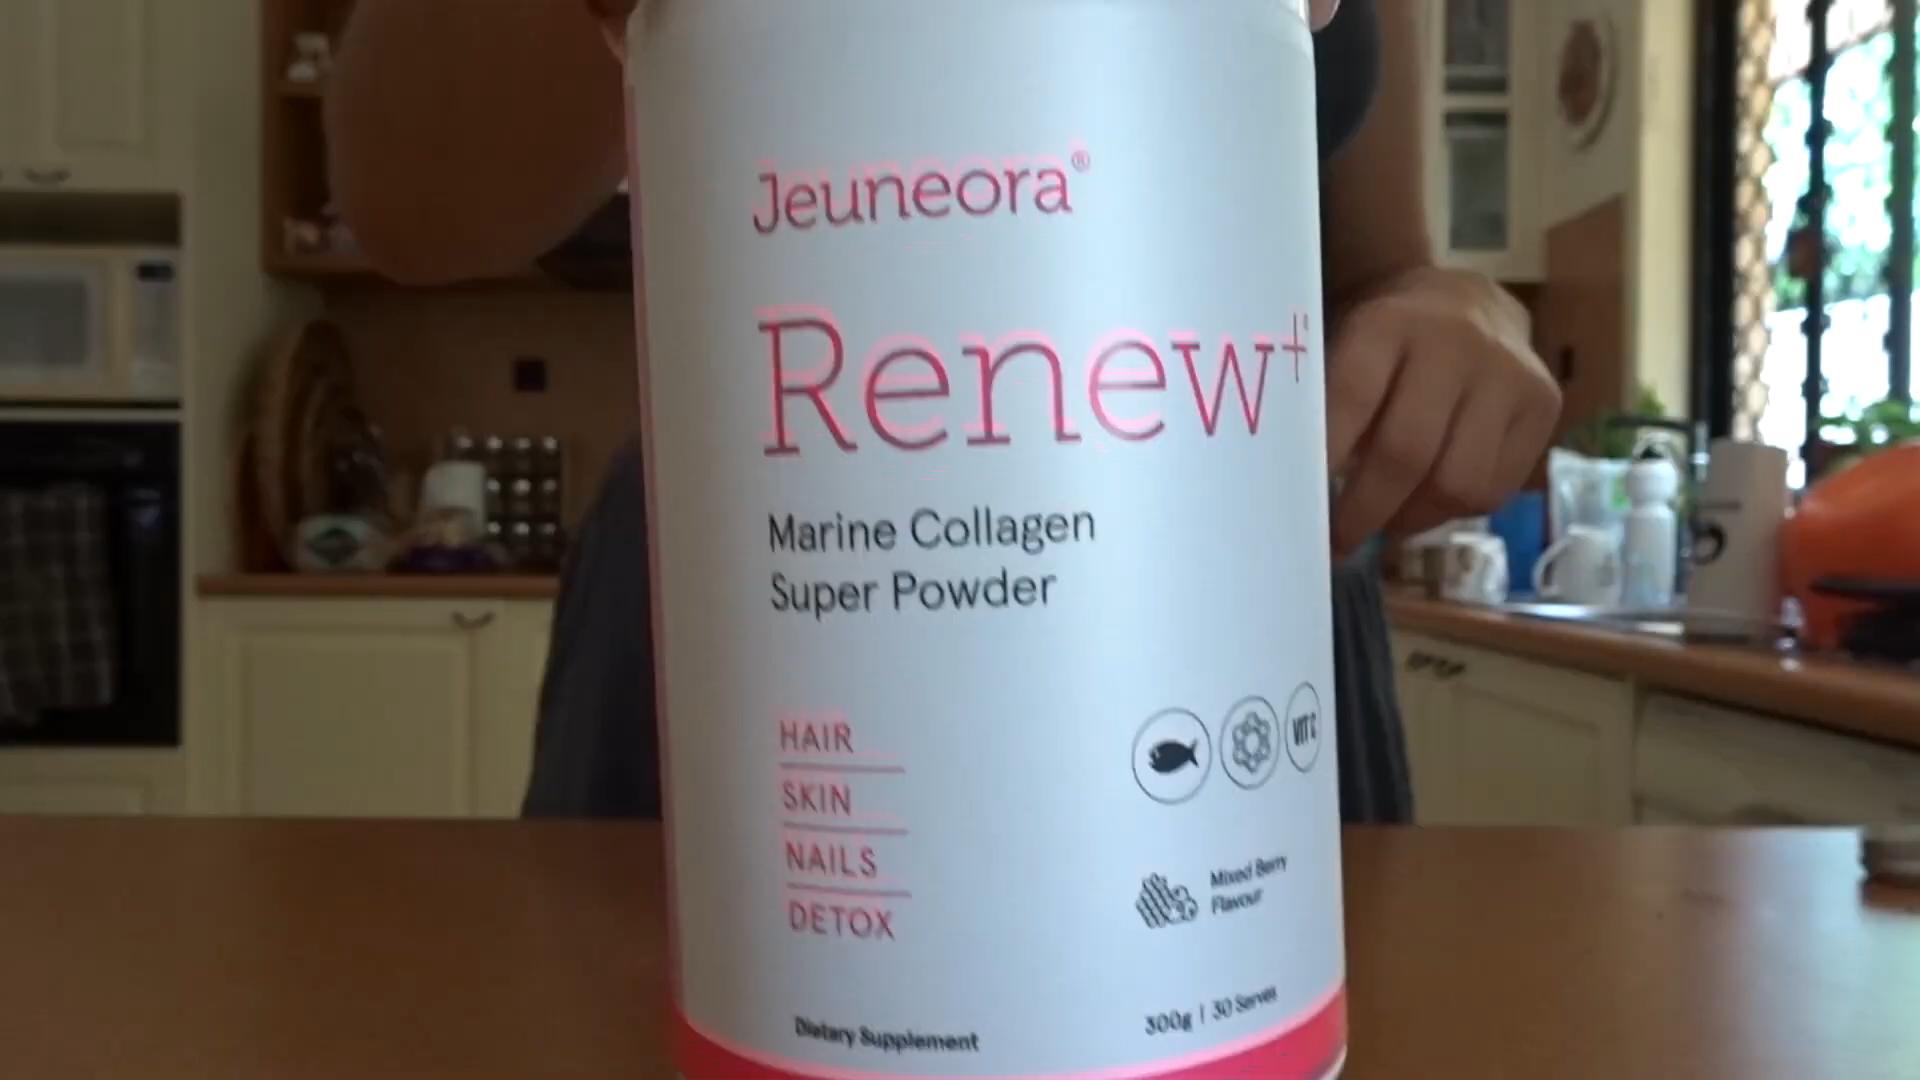 Jeuneora®
Renew+
Marine Collagen
Super Powder
HAIR
SKIN
NAILS
DETOX
VIT C
Mixed Berry
Flavour
Dietary Supplement
300g | 30 Serves